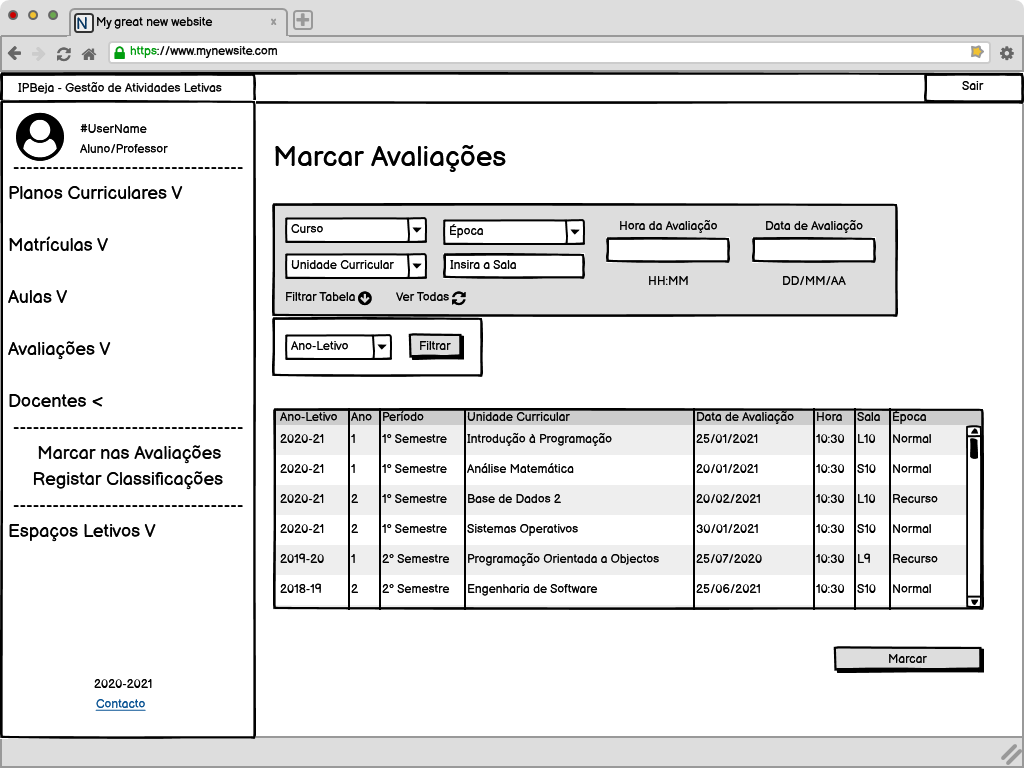 My great new website x
https://www.mynewsite.com
IPBeja - Gestão de Atividades Letivas
Sair
#UserName
Aluno/Professor
Planos Curriculares V
Matrículas V
Aulas V
Avaliações V
Docentes <
Marcar nas Avaliações
Registar Classificações
Espaços Letivos V
2020-2021
Contacto
Marcar Avaliações
Curso
Época
Hora da Avaliação
Data de Avaliação
Unidade Curricular
Insira a Sala
HH:MM
DD/MM/AA
Filtrar Tabela
Ver Todas
Ano-Letivo
Filtrar
Ano-Letivo Ano Período Unidade Curricular Data de Avaliação Hora Sala Época
2020-21 1 1º Semestre Introdução à Programação 25/01/2021 10:30 L10 Normal
2020-21 1 1º Semestre Análise Matemática 20/01/2021 10:30 S10 Normal
2020-21 2 1º Semestre Base de Dados 2 20/02/2021 10:30 L10 Recurso
2020-21 2 1º Semestre Sistemas Operativos 30/01/2021 10:30 S10 Normal
2019-20 1 2º Semestre Programação Orientada a Objectos 25/07/2020 10:30 L9 Recurso
2018-19 2 2º Semestre Engenharia de Software 25/06/2021 10:30 S10 Normal
Marcar